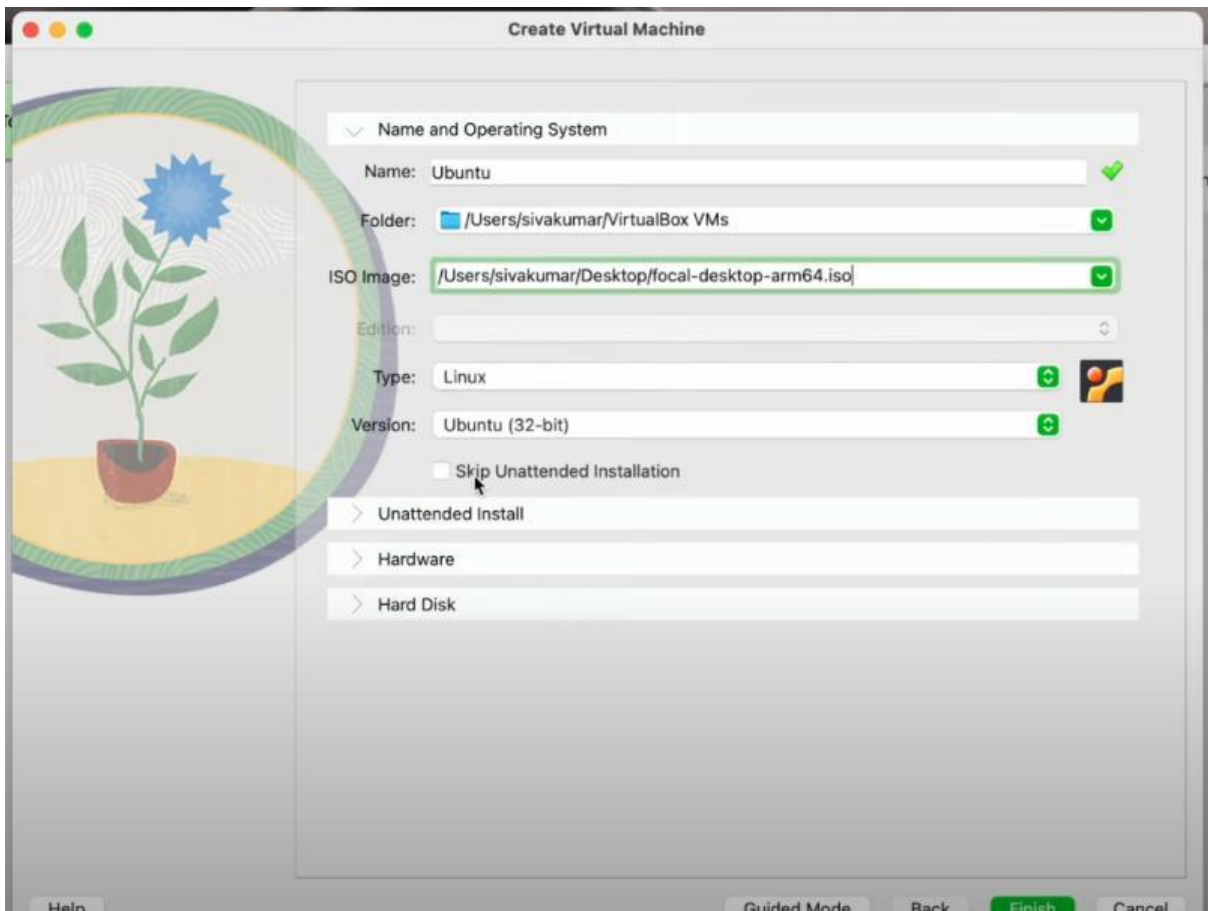 Create Virtual Machine
Name and Operating System
Name: Ubuntu
Folder: /Users/sivakumar/VirtualBox VMs
ISO Image: /Users/sivakumar/Desktop/focal-desktop-arm64.iso
Edition:
Type: Linux
Version: Ubuntu (32-bit)
Skip Unattended Installation
Unattended Install
Hardware
Hard Disk
Help Guided Mode Back Finish Cancel